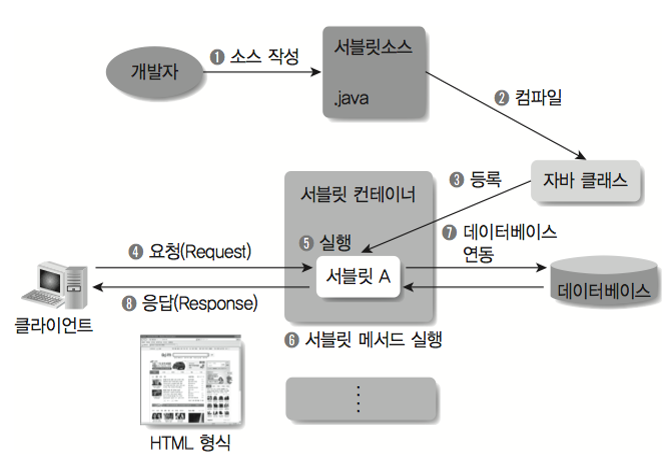 개발자
❶ 소스 작성
서블릿소스
.java
❷ 컴파일
자바 클래스
❸ 등록
서블릿 컨테이너
❹ 요청(Request)
❺ 실행
서블릿 A
❼ 데이터베이스
연동
데이터베이스
클라이언트
❽ 응답(Response)
❻ 서블릿 메서드 실행
HTML 형식